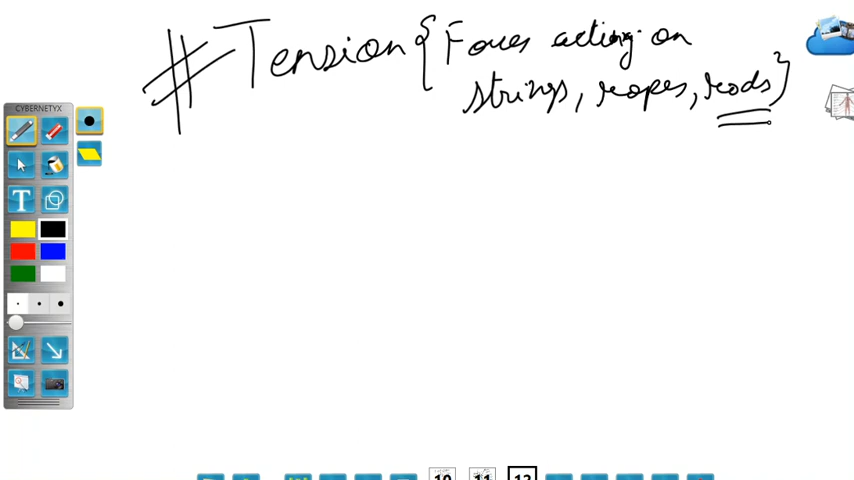 # Tension { Forces acting on
strings, ropes, rods }
CYBERNETYX
T
10 11 12